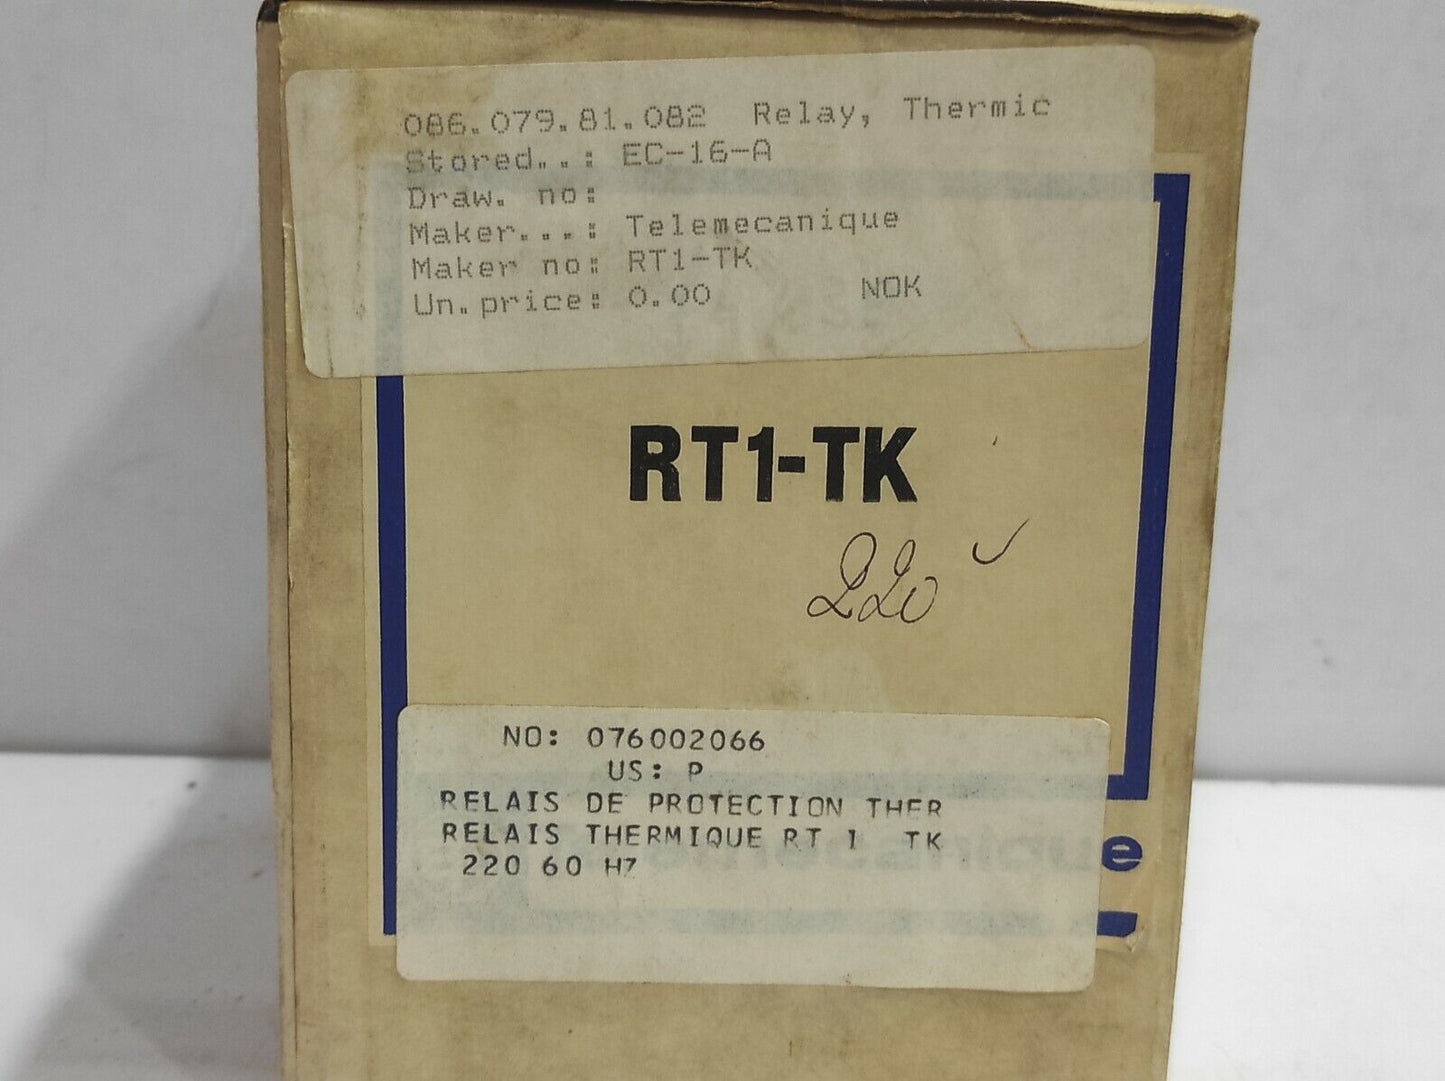 086.079.81.082 Relay, Thermic
Stored..: EC-16-A
Draw. no:
Maker...: Telemecanique
Maker no: RT1-TK
Un.price: 0.00 NOK
RT1-TK
220
NO: 076002066
US: P
RELAIS DE PROTECTION THER
RELAIS THERMIQUE RT 1 TK
220 60 HZ